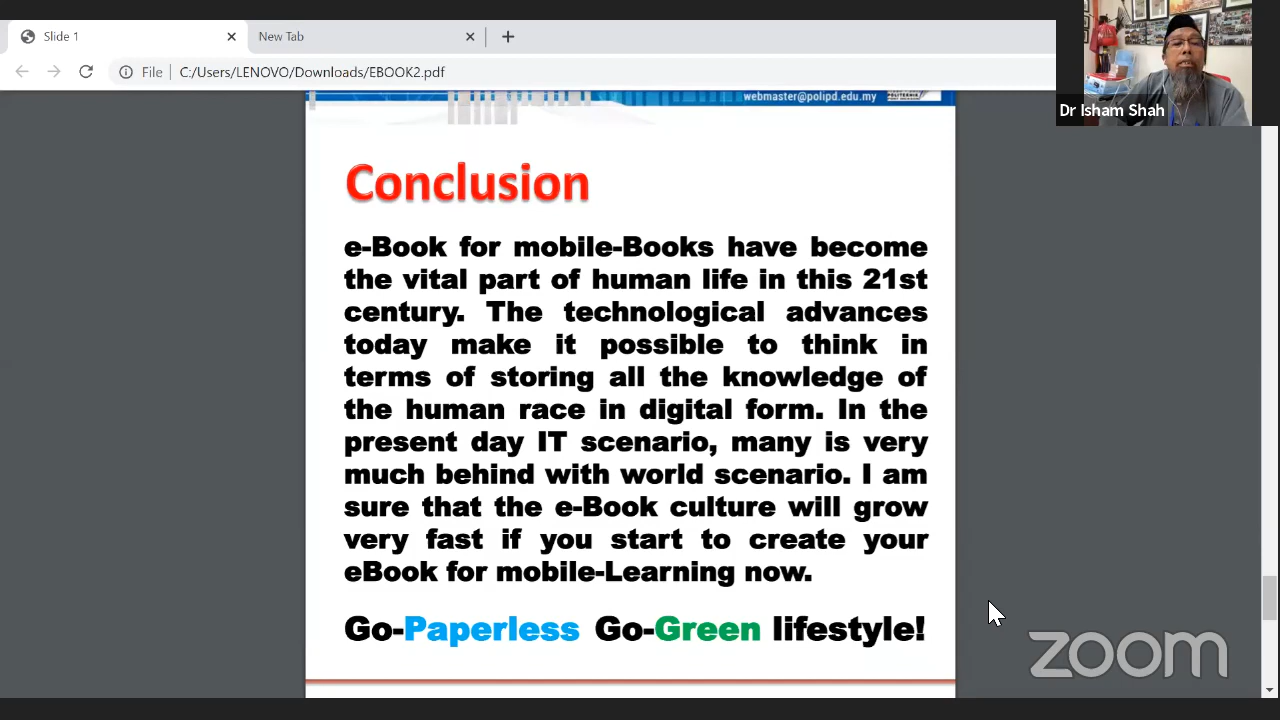 Slide 1
New Tab
File
C:/Users/LENOVO/Downloads/EBOOK2.pdf
Dr Isham Shah
webmaster@polipd.edu.my
POLITEKNIK
Conclusion
e-Book for mobile-Books have become
the vital part of human life in this 21st
century. The technological advances
today make it possible to think in
terms of storing all the knowledge of
the human race in digital form. In the
present day IT scenario, many is very
much behind with world scenario. I am
sure that the e-Book culture will grow
very fast if you start to create your
eBook for mobile-Learning now.
Go-Paperless Go-Green lifestyle!
zoom